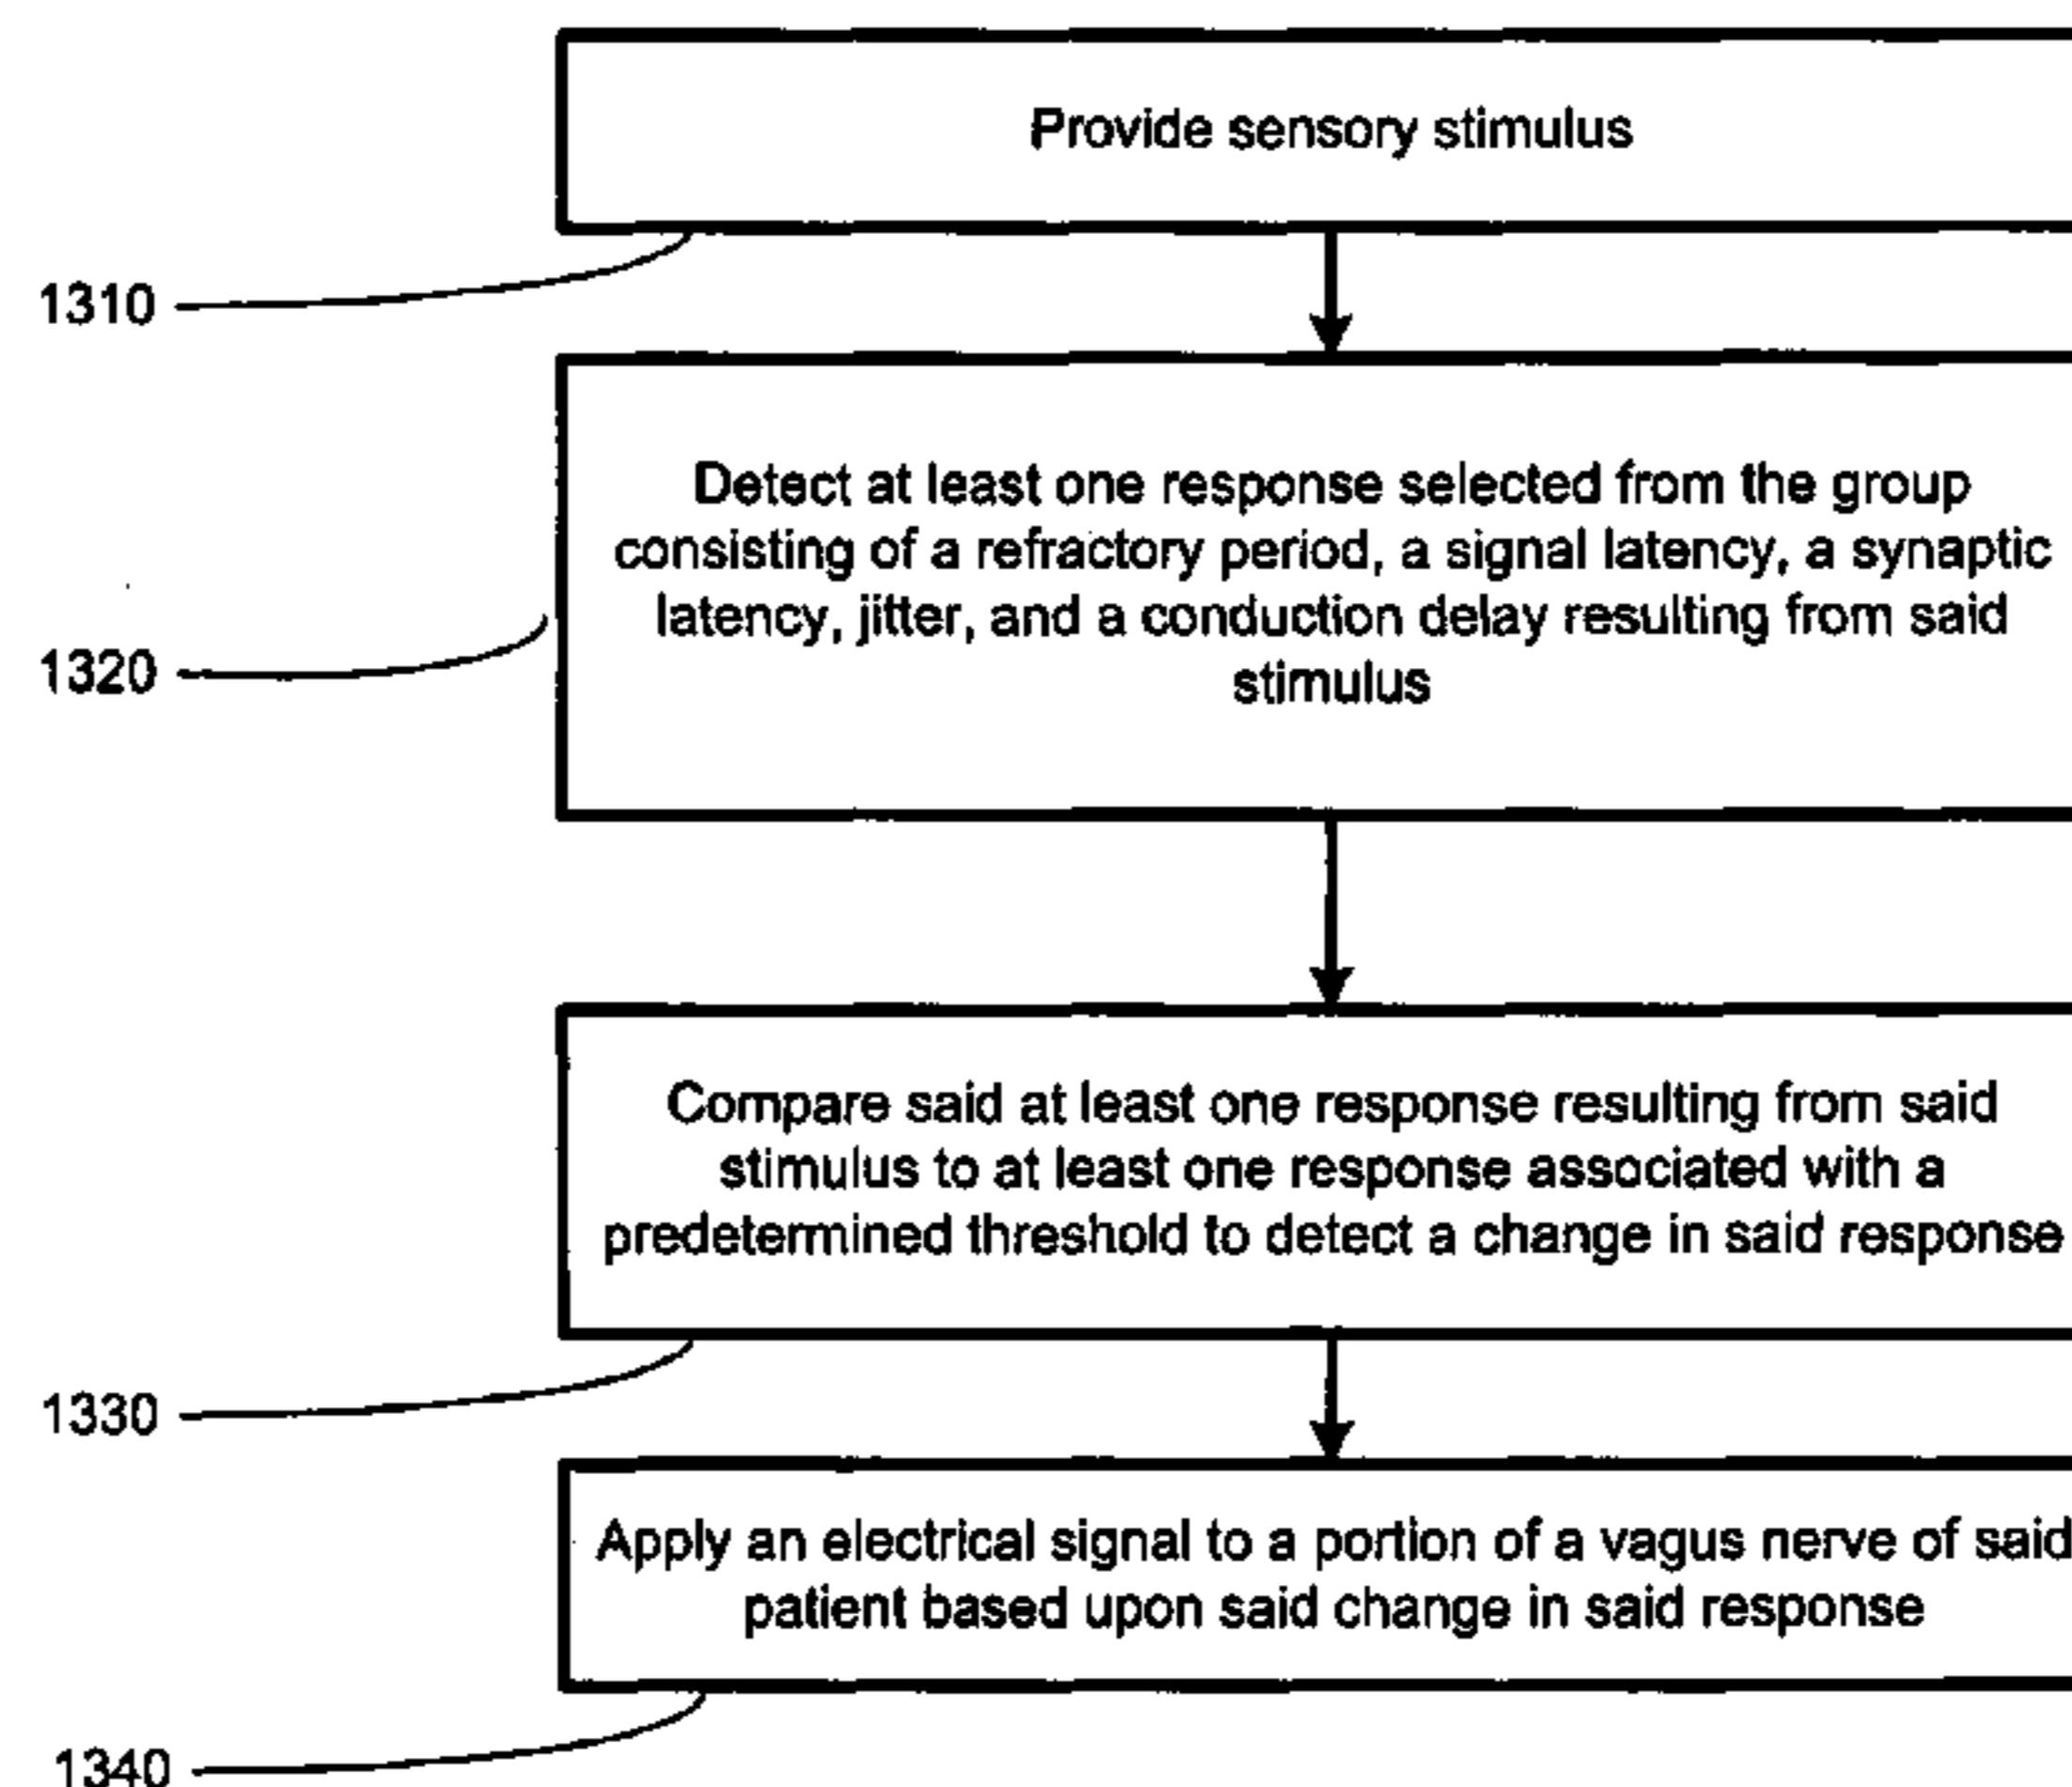 Provide sensory stimulus
1310
Detect at least one response selected from the group
consisting of a refractory period, a signal latency, a synaptic
latency, jitter, and a conduction delay resulting from said
stimulus
1320
Compare said at least one response resulting from said
stimulus to at least one response associated with a
predetermined threshold to detect a change in said response
1330
Apply an electrical signal to a portion of a vagus nerve of said
patient based upon said change in said response
1340